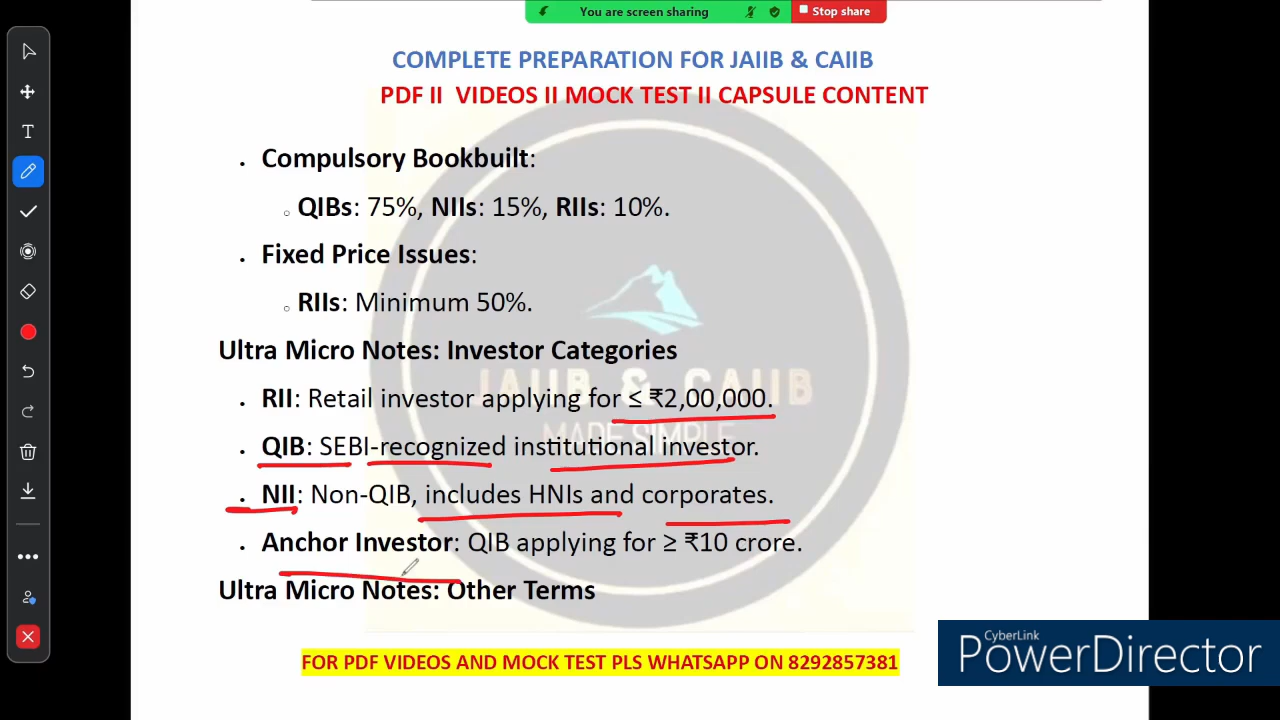 You are screen sharing
Stop share
COMPLETE PREPARATION FOR JAIIB & CAIIB
PDF II VIDEOS II MOCK TEST II CAPSULE CONTENT
• Compulsory Bookbuilt:
○ QIBs: 75%, NIIs: 15%, RIIs: 10%.
• Fixed Price Issues:
○ RIIs: Minimum 50%.
Ultra Micro Notes: Investor Categories
• RII: Retail investor applying for ≤ ₹2,00,000.
• QIB: SEBI-recognized institutional investor.
• NII: Non-QIB, includes HNIs and corporates.
• Anchor Investor: QIB applying for ≥ ₹10 crore.
Ultra Micro Notes: Other Terms
JAIIB & CAIIB
MADE SIMPLE
FOR PDF VIDEOS AND MOCK TEST PLS WHATSAPP ON 8292857381
CyberLink
PowerDirector
T